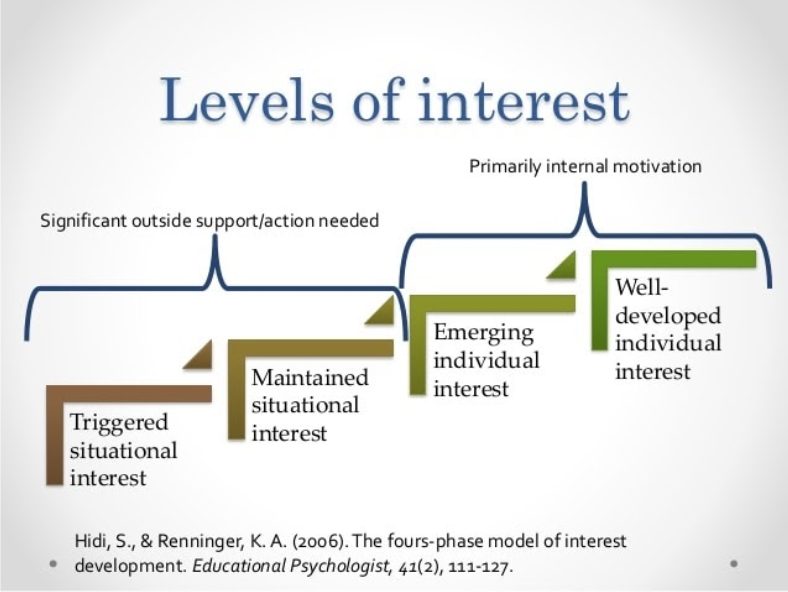 Levels of interest
Primarily internal motivation
Significant outside support/action needed
Triggered
situational
interest
Maintained
situational
interest
Emerging
individual
interest
Well-
developed
individual
interest
Hidi, S., & Renninger, K. A. (2006). The fours-phase model of interest
development. Educational Psychologist, 41(2), 111-127.